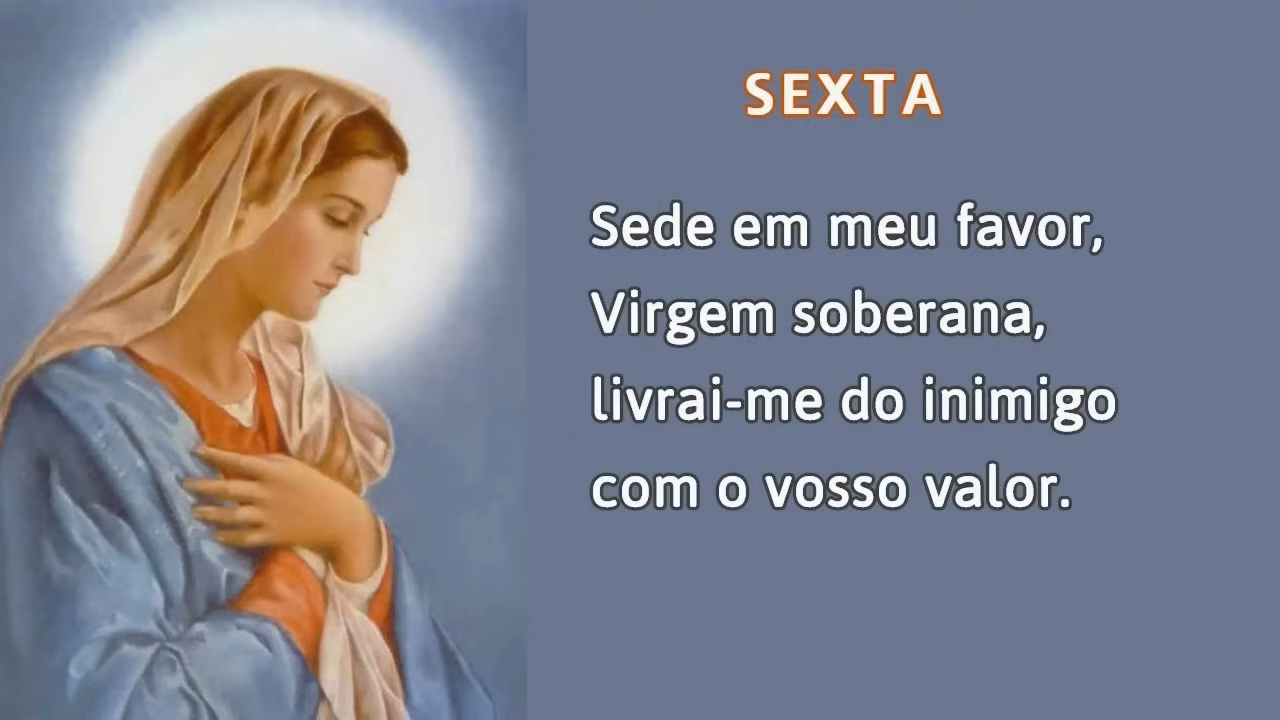 SEXTA
Sede em meu favor,
Virgem soberana,
livrai-me do inimigo
com o vosso valor.